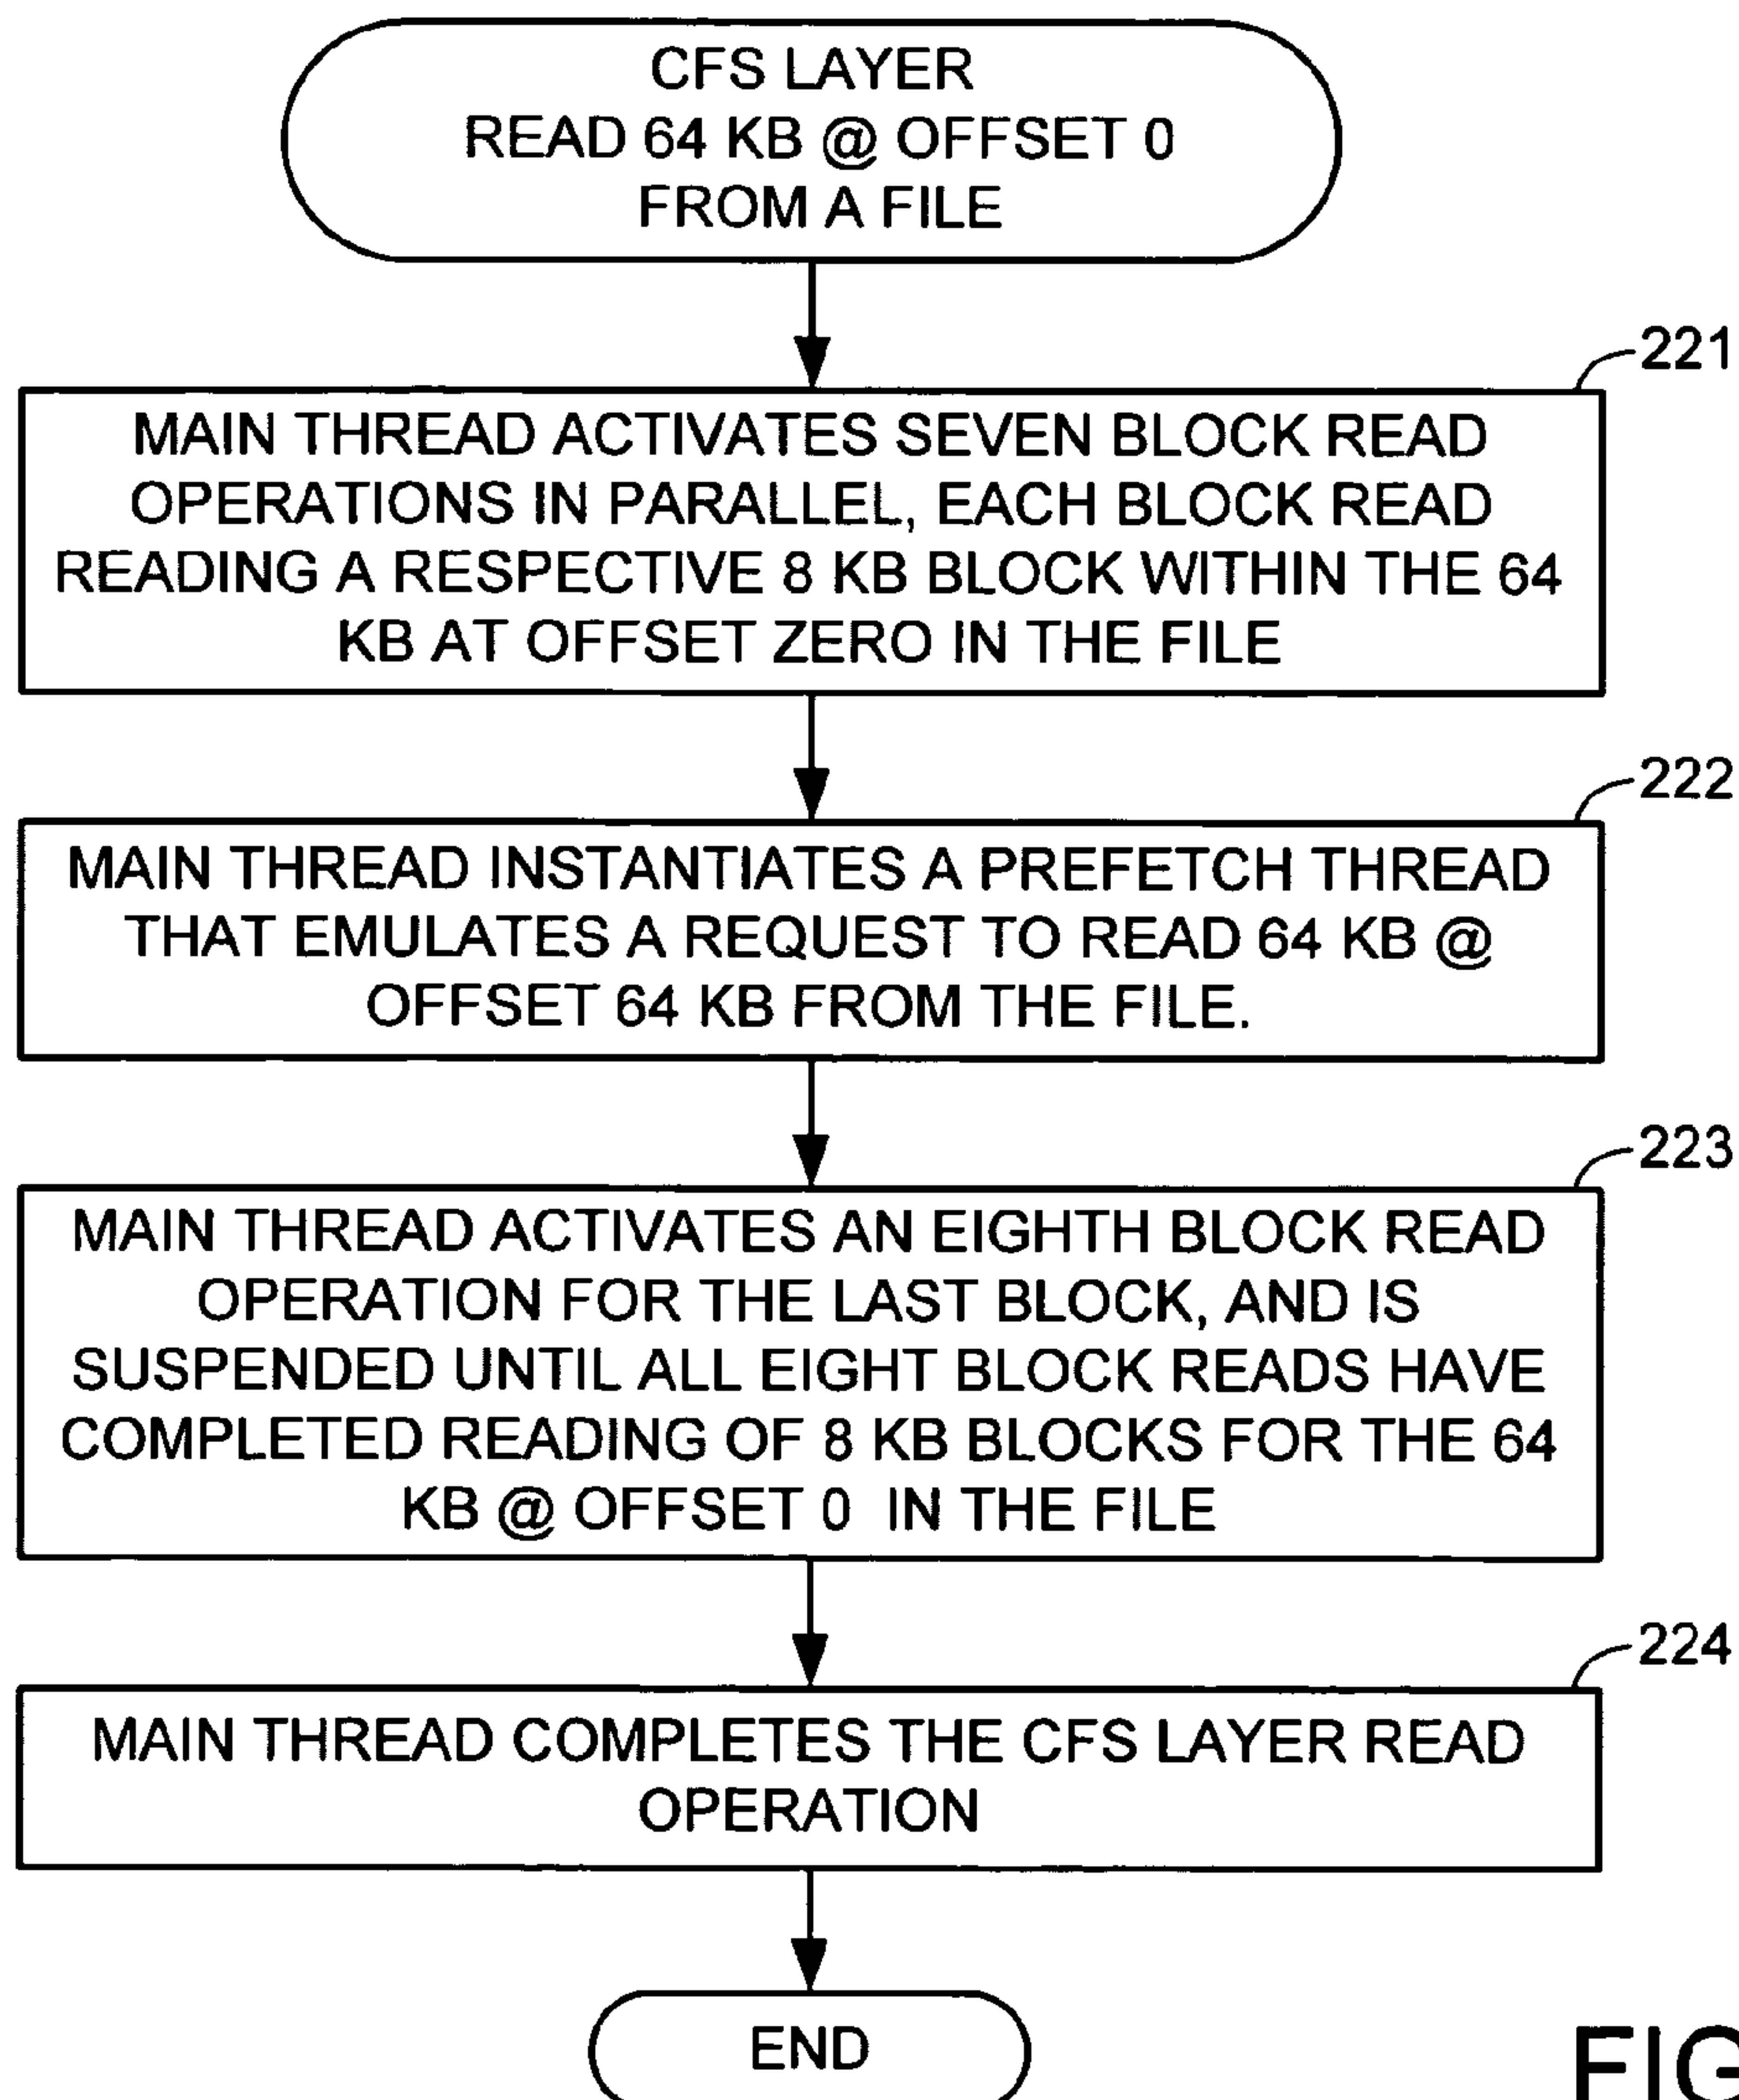 CFS LAYER
READ 64 KB @ OFFSET 0
FROM A FILE
221
MAIN THREAD ACTIVATES SEVEN BLOCK READ
OPERATIONS IN PARALLEL, EACH BLOCK READ
READING A RESPECTIVE 8 KB BLOCK WITHIN THE 64
KB AT OFFSET ZERO IN THE FILE
222
MAIN THREAD INSTANTIATES A PREFETCH THREAD
THAT EMULATES A REQUEST TO READ 64 KB @
OFFSET 64 KB FROM THE FILE.
223
MAIN THREAD ACTIVATES AN EIGHTH BLOCK READ
OPERATION FOR THE LAST BLOCK, AND IS
SUSPENDED UNTIL ALL EIGHT BLOCK READS HAVE
COMPLETED READING OF 8 KB BLOCKS FOR THE 64
KB @ OFFSET 0 IN THE FILE
224
MAIN THREAD COMPLETES THE CFS LAYER READ
OPERATION
END
FIG